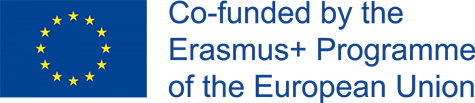 Co-funded by the
Erasmus+ Programme
of the European Union